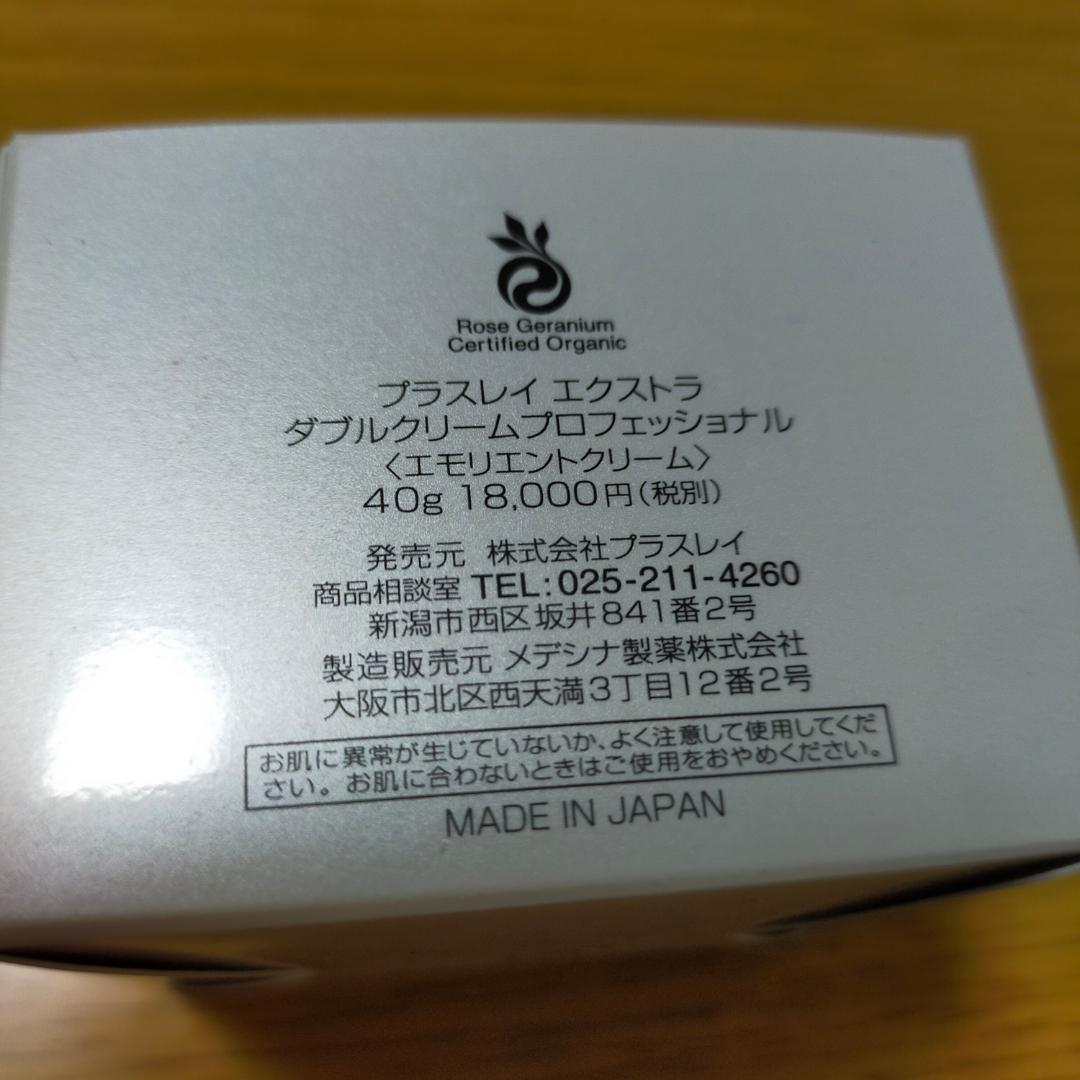 Rose Geranium
Certified Organic
プラスレイ エクストラ
ダブルクリームプロフェッショナル
〈エモリエントクリーム〉
40g 18,000円(税別)
発売元 株式会社プラスレイ
商品相談室 TEL:025-211-4260
新潟市西区坂井841番2号
製造販売元 メデシナ製薬株式会社
大阪市北区西天満3丁目12番2号
お肌に異常が生じていないか、よく注意して使用してくだ
さい。お肌に合わないときはご使用をおやめください。
MADE IN JAPAN